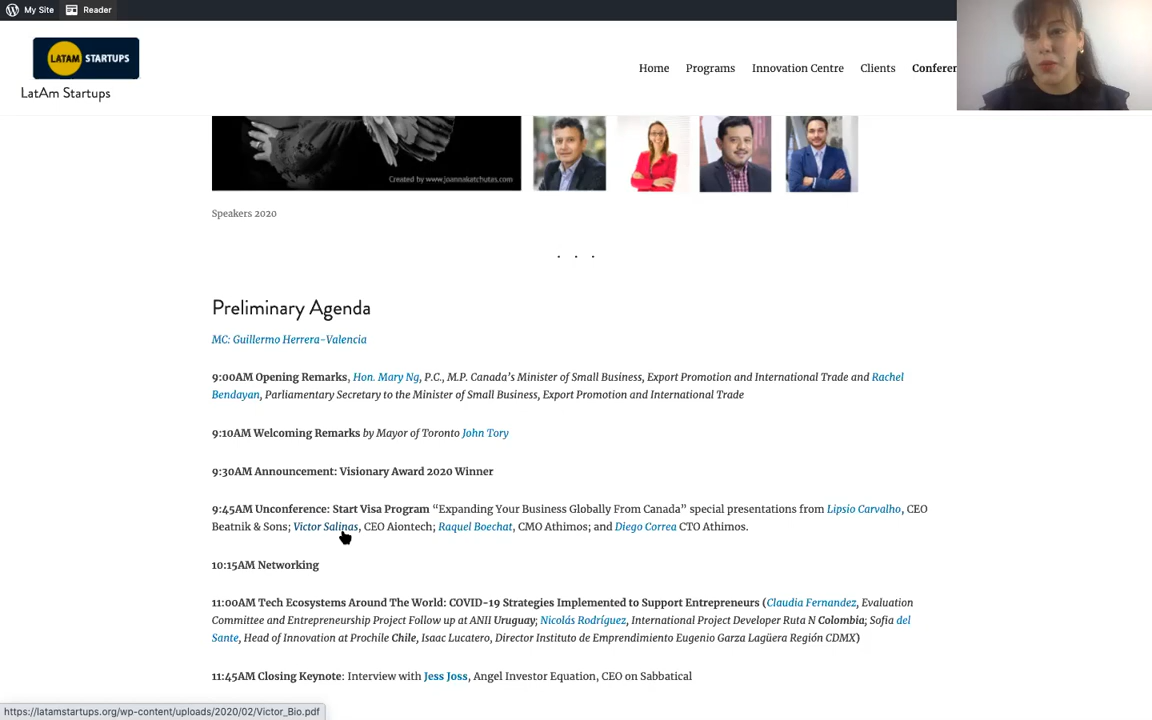 My Site Reader
LATAM STARTUPS
LatAm Startups
Home Programs Innovation Centre Clients Conferen
Created by www.joannakatchutas.com
Speakers 2020
. . .
Preliminary Agenda
MC: Guillermo Herrera-Valencia
9:00AM Opening Remarks, Hon. Mary Ng, P.C., M.P. Canada’s Minister of Small Business, Export Promotion and International Trade and Rachel
Bendayan, Parliamentary Secretary to the Minister of Small Business, Export Promotion and International Trade
9:10AM Welcoming Remarks by Mayor of Toronto John Tory
9:30AM Announcement: Visionary Award 2020 Winner
9:45AM Unconference: Start Visa Program “Expanding Your Business Globally From Canada” special presentations from Lipsio Carvalho, CEO
Beatnik & Sons; Victor Salinas, CEO Aiontech; Raquel Boechat, CMO Athimos; and Diego Correa CTO Athimos.
10:15AM Networking
11:00AM Tech Ecosystems Around The World: COVID-19 Strategies Implemented to Support Entrepreneurs (Claudia Fernandez, Evaluation
Committee and Entrepreneurship Project Follow up at ANII Uruguay; Nicolás Rodríguez, International Project Developer Ruta N Colombia; Sofia del
Sante, Head of Innovation at Prochile Chile, Isaac Lucatero, Director Instituto de Emprendimiento Eugenio Garza Lagüera Región CDMX)
11:45AM Closing Keynote: Interview with Jess Joss, Angel Investor Equation, CEO on Sabbatical
https://latamstartups.org/wp-content/uploads/2020/02/Victor_Bio.pdf